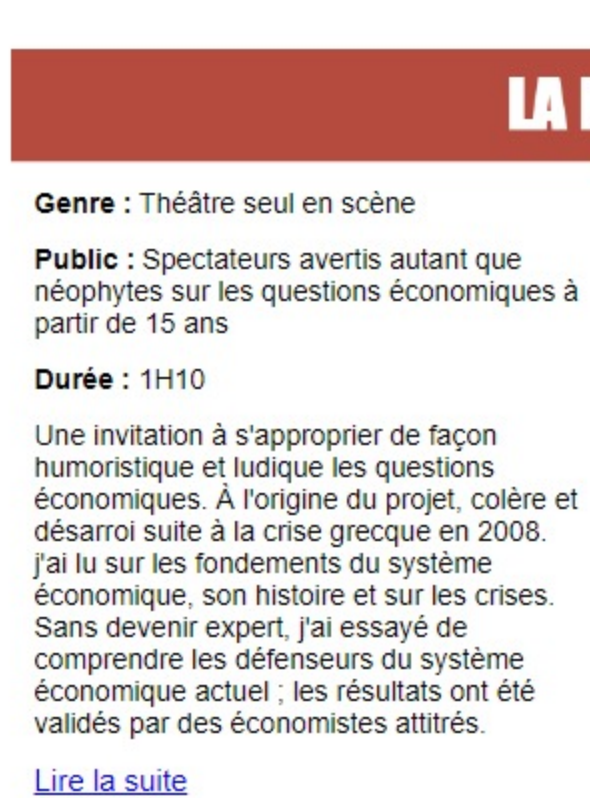 LA
Genre : Théâtre seul en scène
Public : Spectateurs avertis autant que
néophytes sur les questions économiques à
partir de 15 ans
Durée : 1H10
Une invitation à s'approprier de façon
humoristique et ludique les questions
économiques. À l'origine du projet, colère et
désarroi suite à la crise grecque en 2008.
j'ai lu sur les fondements du système
économique, son histoire et sur les crises.
Sans devenir expert, j'ai essayé de
comprendre les défenseurs du système
économique actuel ; les résultats ont été
validés par des économistes attitrés.
Lire la suite